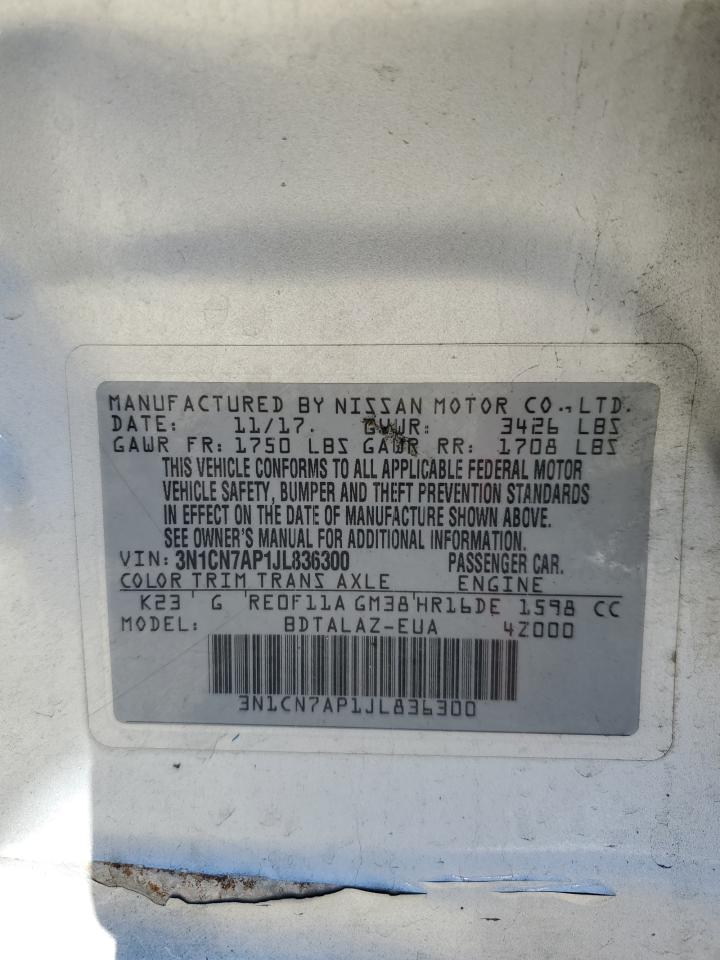 MANUFACTURED BY NISSAN MOTOR CO., LTD.
DATE: 11/17. GVWR: 3426 LBS
GAWR FR: 1750 LBS GAWR RR: 1708 LBS
THIS VEHICLE CONFORMS TO ALL APPLICABLE FEDERAL MOTOR
VEHICLE SAFETY, BUMPER AND THEFT PREVENTION STANDARDS
IN EFFECT ON THE DATE OF MANUFACTURE SHOWN ABOVE.
SEE OWNER'S MANUAL FOR ADDITIONAL INFORMATION.
VIN: 3N1CN7AP1JL836300 PASSENGER CAR.
COLOR TRIM TRANS AXLE ENGINE
K23 G RE0F11A GM38 HR16DE 1598 CC
MODEL: BDTALAZ-EUA 4Z000
3N1CN7AP1JL836300